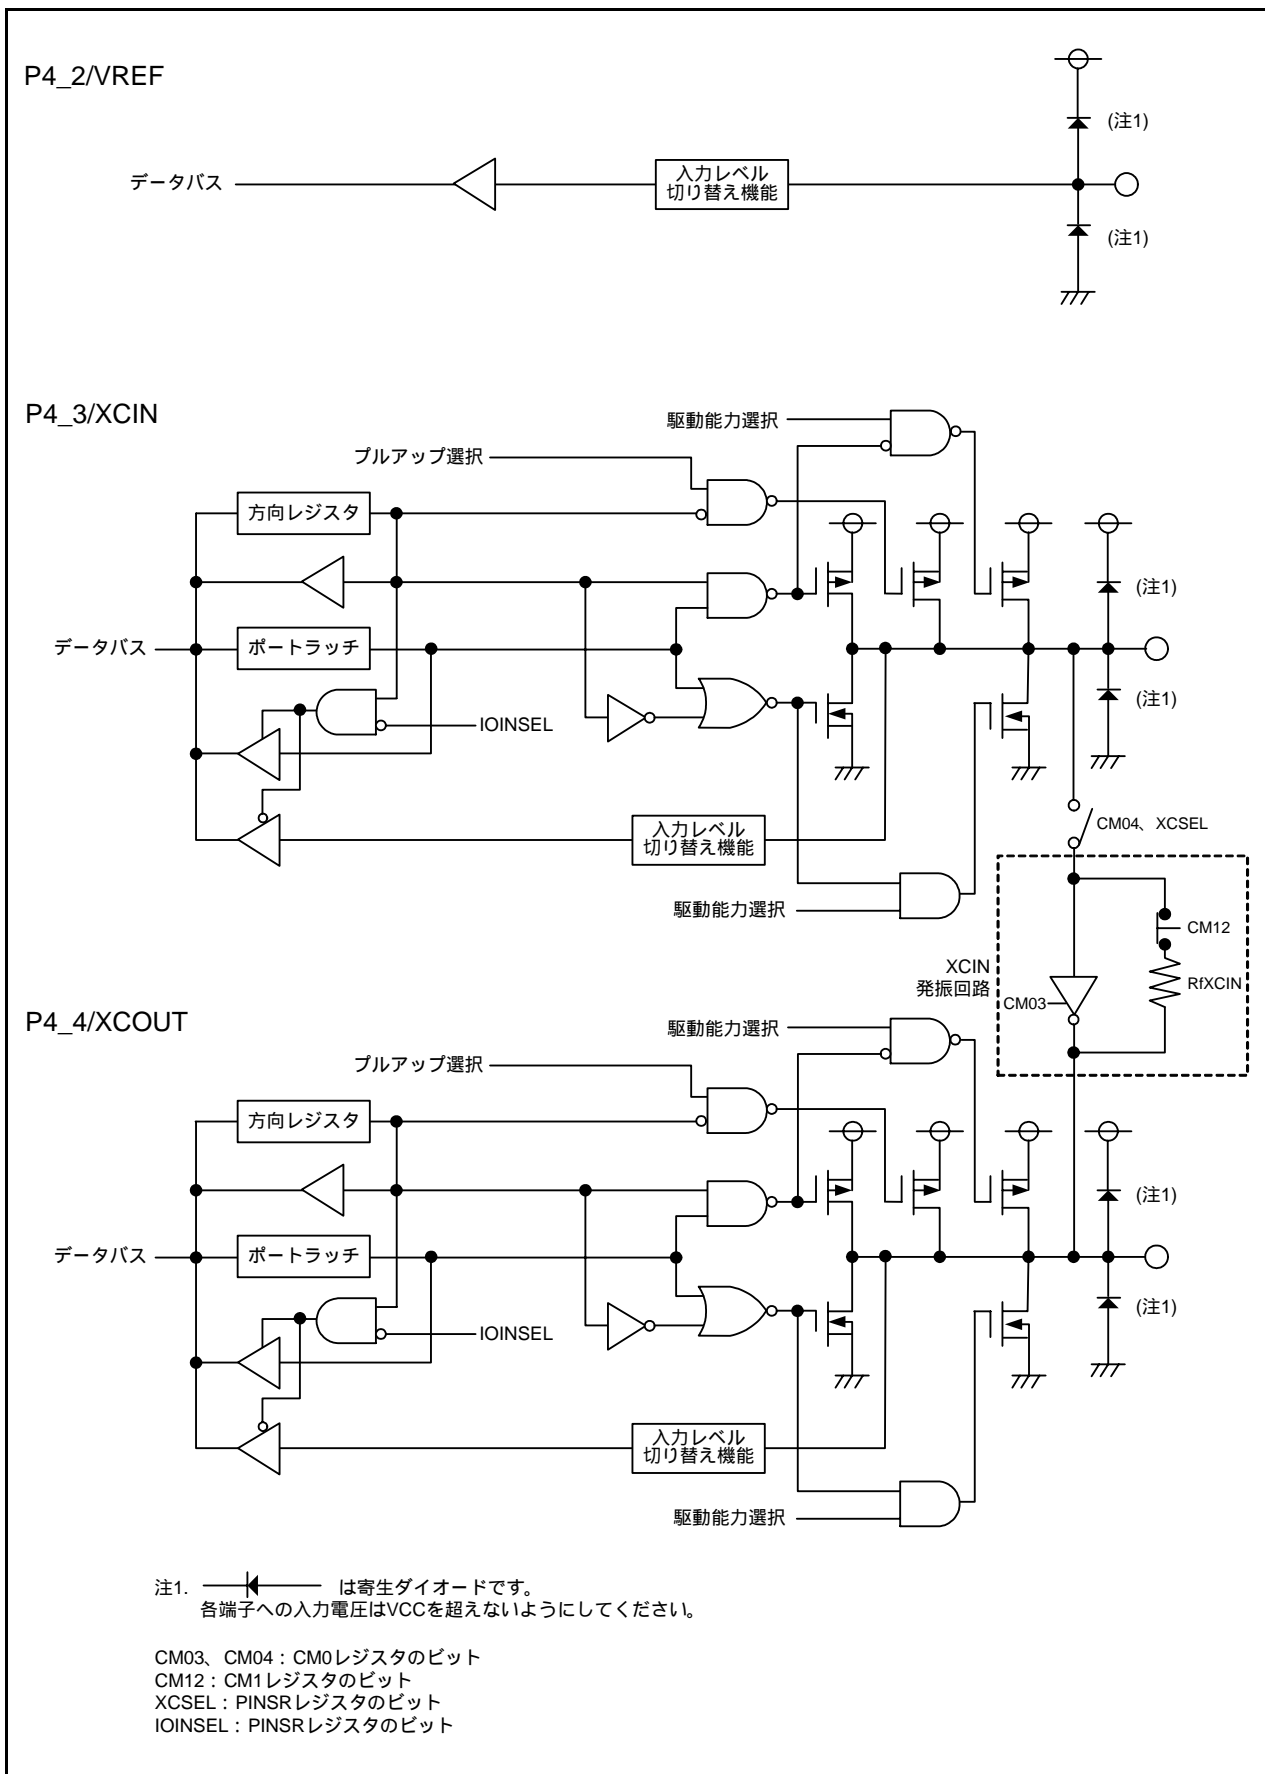 P4_2/VREF
(注1)
データバス
入力レベル
切り替え機能
(注1)
P4_3/XCIN
駆動能力選択
プルアップ選択
方向レジスタ
(注1)
データバス
ポートラッチ
(注1)
IOINSEL
入力レベル
切り替え機能
CM04、XCSEL
駆動能力選択
CM12
XCIN
発振回路
RfXCIN
CM03
P4_4/XCOUT
駆動能力選択
プルアップ選択
方向レジスタ
(注1)
データバス
ポートラッチ
(注1)
IOINSEL
入力レベル
切り替え機能
駆動能力選択
注1. は寄生ダイオードです。
各端子への入力電圧はVCCを超えないようにしてください。
CM03、CM04：CM0レジスタのビット
CM12：CM1レジスタのビット
XCSEL：PINSRレジスタのビット
IOINSEL：PINSRレジスタのビット